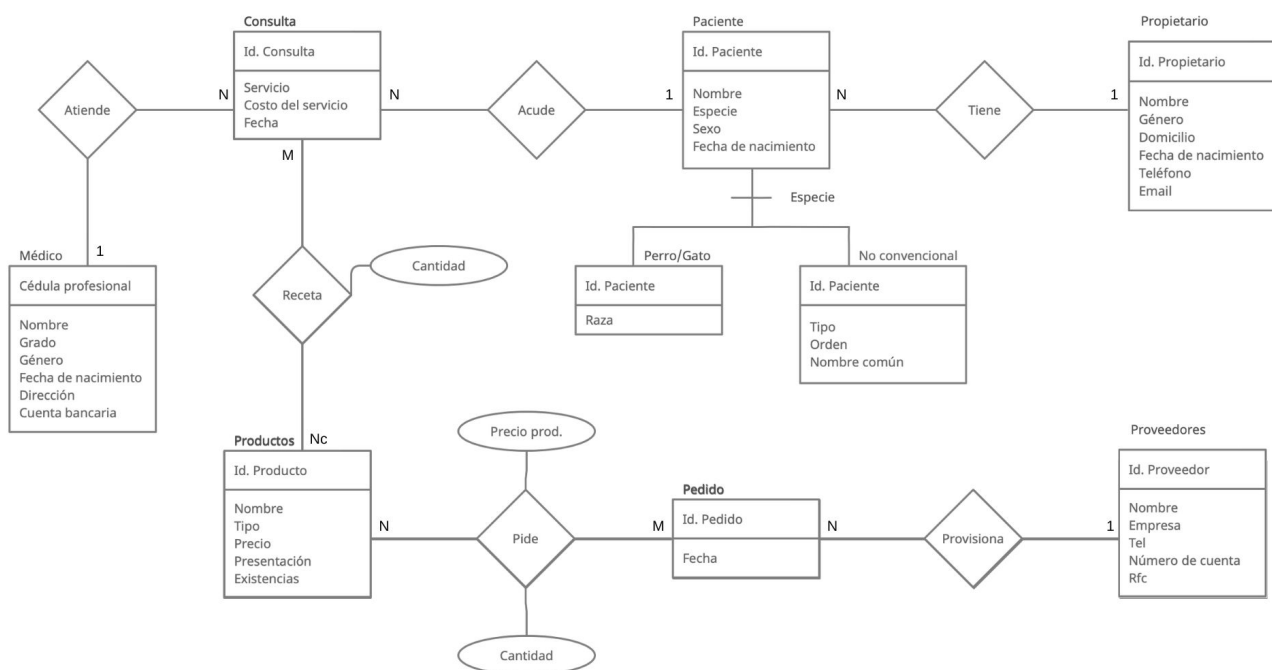 Consulta
Id. Consulta
Servicio
Costo del servicio
Fecha
Paciente
Id. Paciente
Nombre
Especie
Sexo
Fecha de nacimiento
Propietario
Id. Propietario
Nombre
Género
Domicilio
Fecha de nacimiento
Teléfono
Email
Atiende
N
N
Acude
1
N
Tiene
1
M
1
Especie
Médico
Cédula profesional
Nombre
Grado
Género
Fecha de nacimiento
Dirección
Cuenta bancaria
Receta
Cantidad
Perro/Gato
Id. Paciente
Raza
No convencional
Id. Paciente
Tipo
Orden
Nombre común
Nc
Productos
Id. Producto
Nombre
Tipo
Precio
Presentación
Existencias
N
Precio prod.
Pide
Cantidad
M
Pedido
Id. Pedido
Fecha
N
Provisiona
1
Proveedores
Id. Proveedor
Nombre
Empresa
Tel
Número de cuenta
Rfc